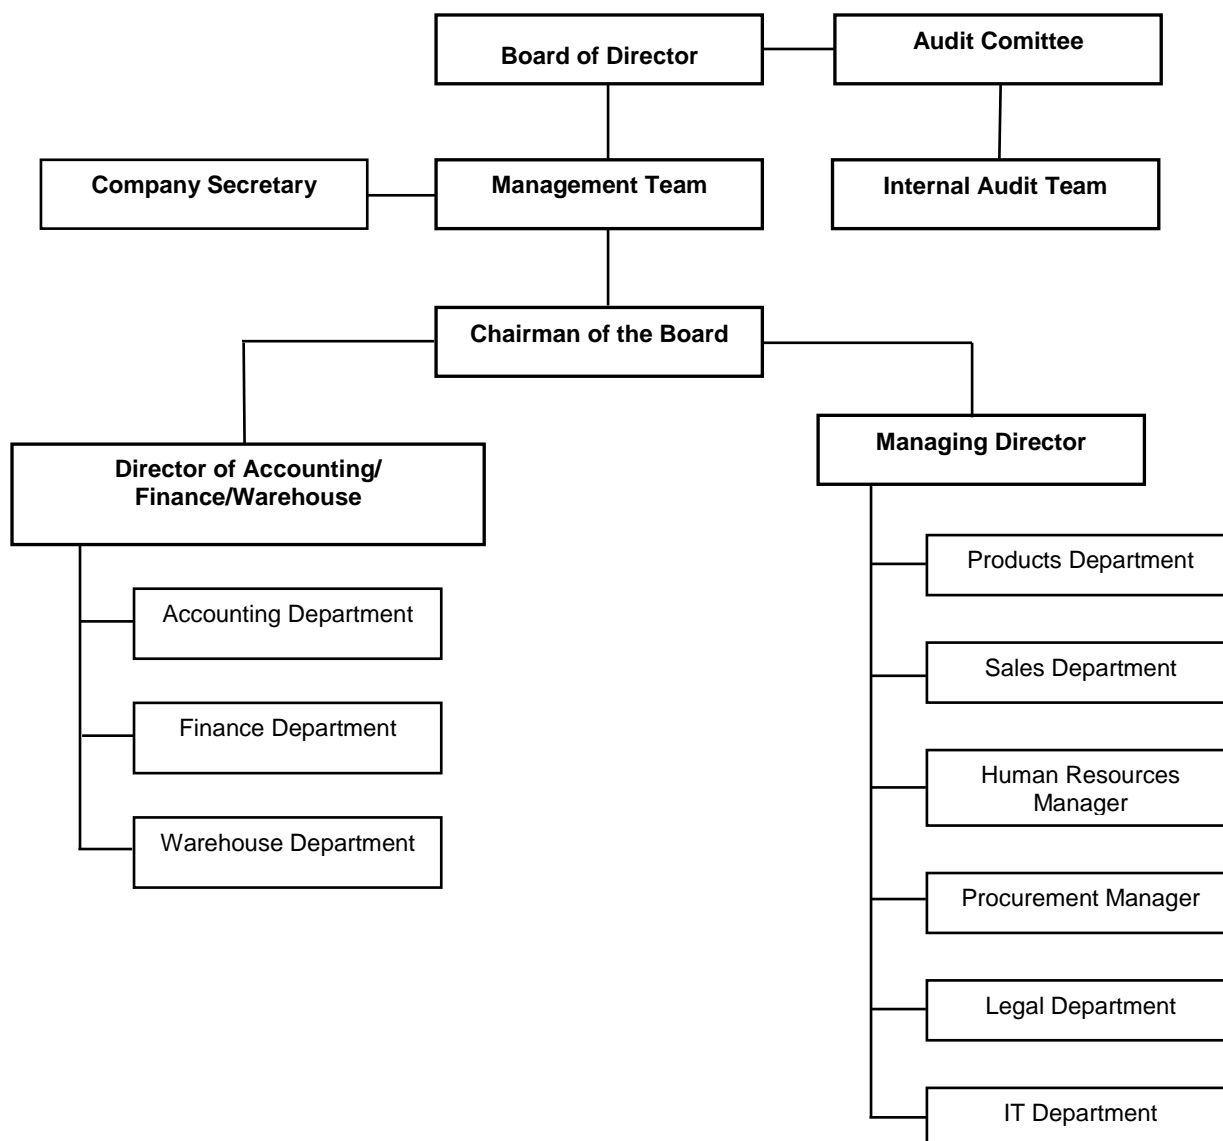 Board of Director
Audit Comittee
Company Secretary
Management Team
Internal Audit Team
Chairman of the Board
Managing Director
Director of Accounting/
Finance/Warehouse
Products Department
Accounting Department
Sales Department
Finance Department
Human Resources
Manager
Warehouse Department
Procurement Manager
Legal Department
IT Department